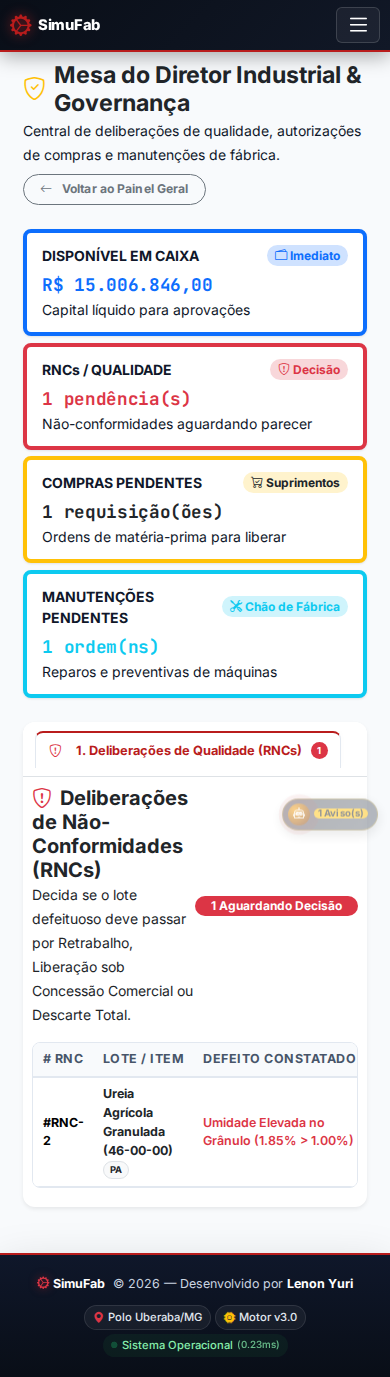 SimuFab
Mesa do Diretor Industrial &
Governança
Central de deliberações de qualidade, autorizações
de compras e manutenções de fábrica.
← Voltar ao Painel Geral
DISPONÍVEL EM CAIXA
Imediato
R$ 15.006.846,00
Capital líquido para aprovações
RNCs / QUALIDADE
Decisão
1 pendência(s)
Não-conformidades aguardando parecer
COMPRAS PENDENTES
Suprimentos
1 requisição(ões)
Ordens de matéria-prima para liberar
MANUTENÇÕES
PENDENTES
Chão de Fábrica
1 ordem(ns)
Reparos e preventivas de máquinas
1. Deliberações de Qualidade (RNCs) 1
Deliberações
de Não-
Conformidades
(RNCs)
1 Aviso(s)
Decida se o lote
defeituoso deve passar
por Retrabalho,
Liberação sob
Concessão Comercial ou
Descarte Total.
1 Aguardando Decisão
# RNC LOTE / ITEM DEFEITO CONSTATADO
#RNC-
2
Ureia
Agrícola
Granulada
(46-00-00)
PA
Umidade Elevada no
Grânulo (1.85% > 1.00%)
SimuFab © 2026 — Desenvolvido por Lenon Yuri
Polo Uberaba/MG Motor v3.0
Sistema Operacional (0.23ms)